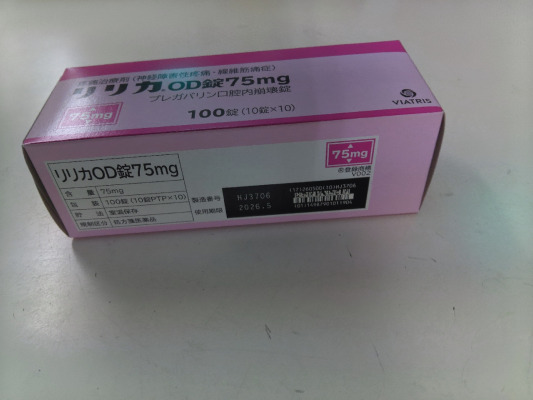 疼痛治療剤（神経障害性疼痛・線維筋痛症）
リリカ®OD錠75mg
プレガバリン口腔内崩壊錠
75mg
100錠（10錠×10）
VIATRIS
リリカOD錠75mg
含量 75mg
包装 100錠（10錠PTP×10）
貯法 室温保存
規制区分 処方箋医薬品
製造番号 HJ3706
使用期限 2026.5
75mg
®登録商標
V002